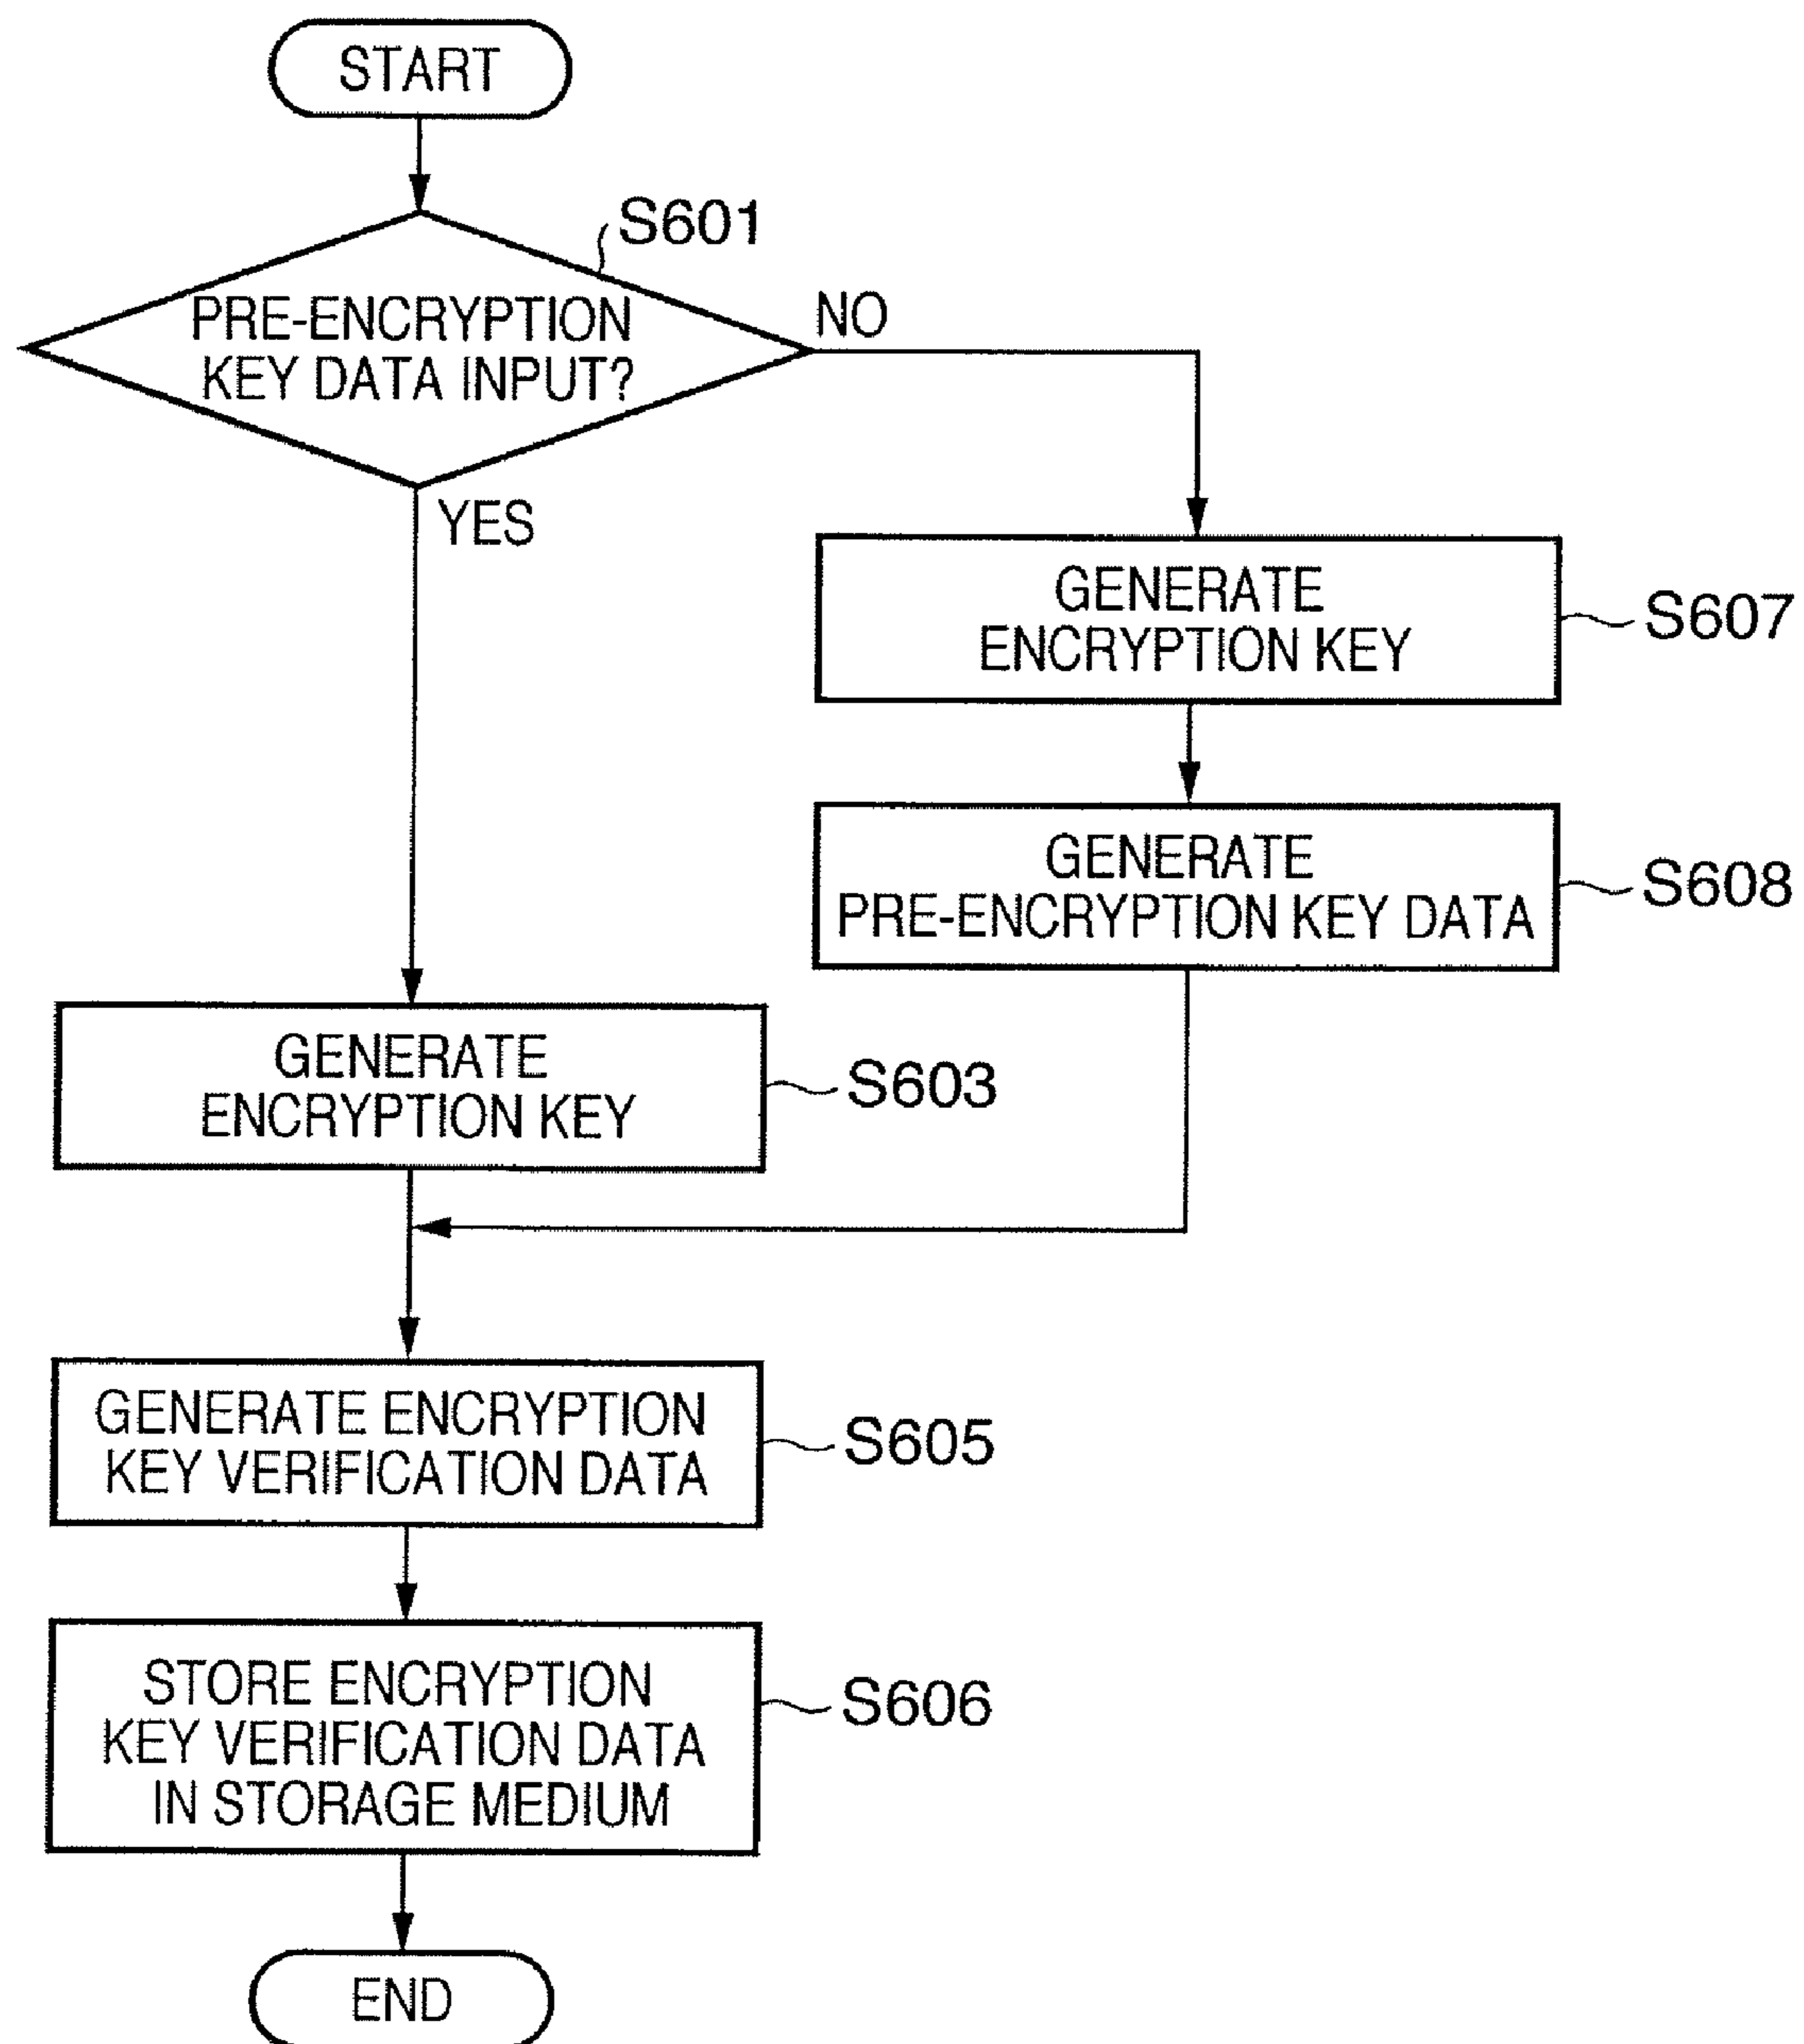 START
S601
PRE-ENCRYPTION
KEY DATA INPUT?
NO
YES
GENERATE
ENCRYPTION KEY
S607
GENERATE
PRE-ENCRYPTION KEY DATA
S608
GENERATE
ENCRYPTION KEY
S603
GENERATE ENCRYPTION
KEY VERIFICATION DATA
S605
STORE ENCRYPTION
KEY VERIFICATION DATA
IN STORAGE MEDIUM
S606
END